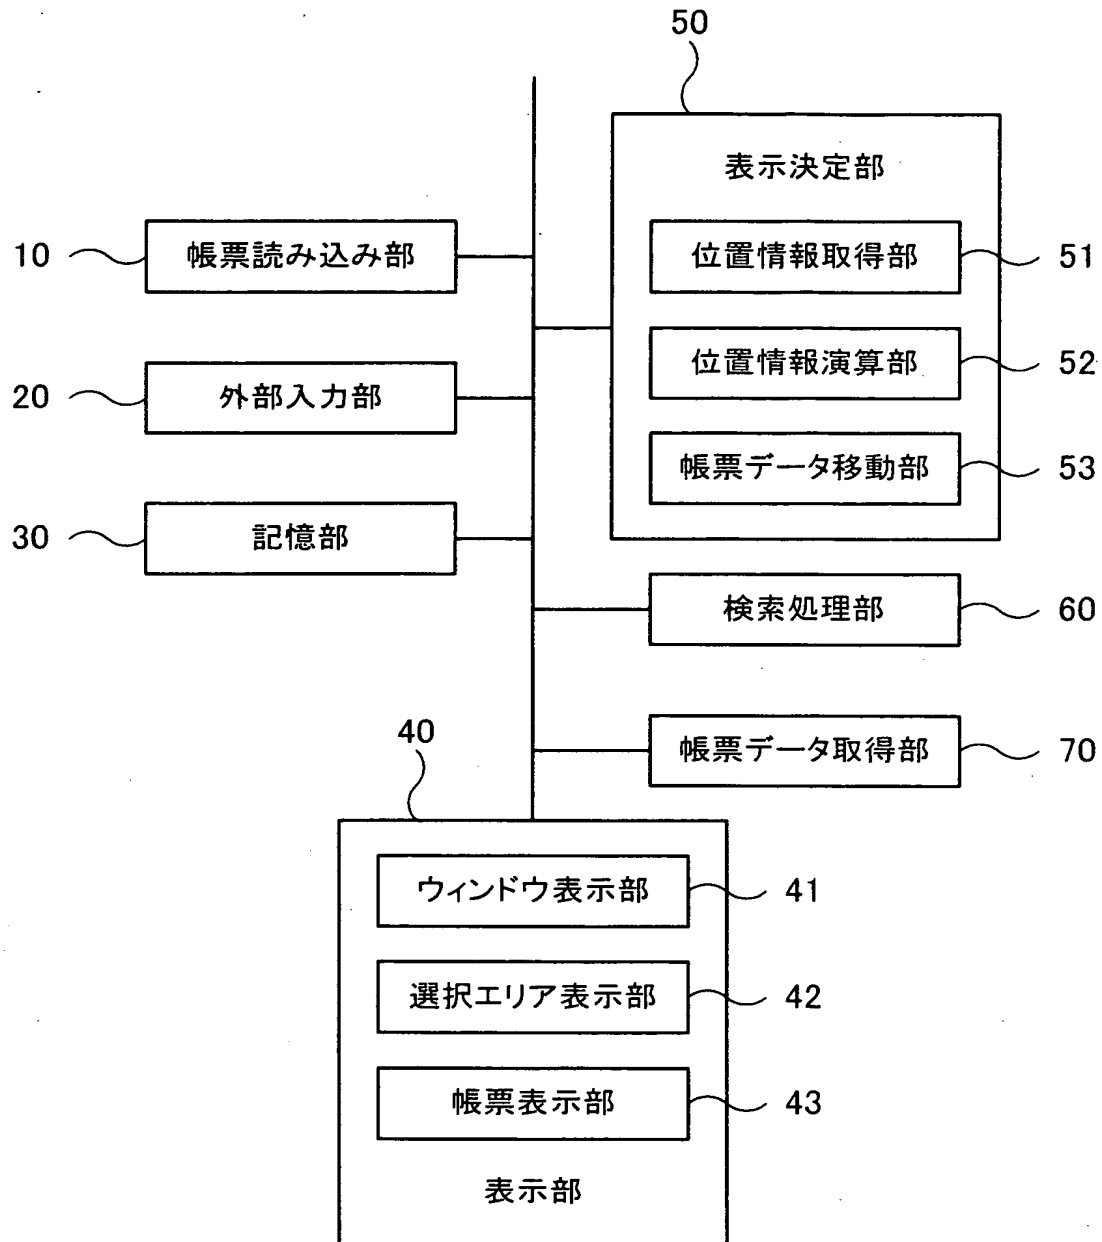 50
表示決定部
10
帳票読み込み部
位置情報取得部
51
位置情報演算部
52
20
外部入力部
帳票データ移動部
53
30
記憶部
検索処理部
60
40
帳票データ取得部
70
ウィンドウ表示部
41
選択エリア表示部
42
帳票表示部
43
表示部